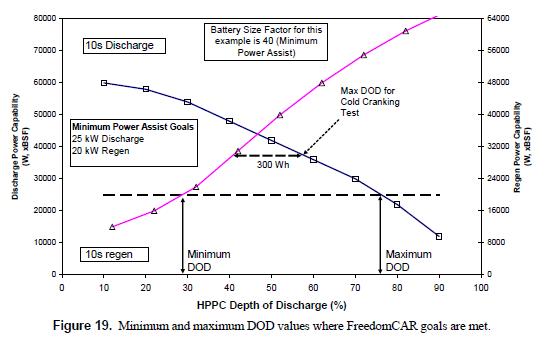 80000
70000
60000
50000
40000
30000
20000
10000
0
Discharge Power Capability
(W, xBSF)
64000
56000
48000
40000
32000
24000
16000
8000
0
Regen Power Capability
(W, xBSF)
10s Discharge
Battery Size Factor for this
example is 40 (Minimum
Power Assist)
Max DOD for
Cold Cranking
Test
Minimum Power Assist Goals
25 kW Discharge
20 kW Regen
300 Wh
10s regen
Minimum
DOD
Maximum
DOD
0 10 20 30 40 50 60 70 80 90 100
HPPC Depth of Discharge (%)
Figure 19. Minimum and maximum DOD values where FreedomCAR goals are met.